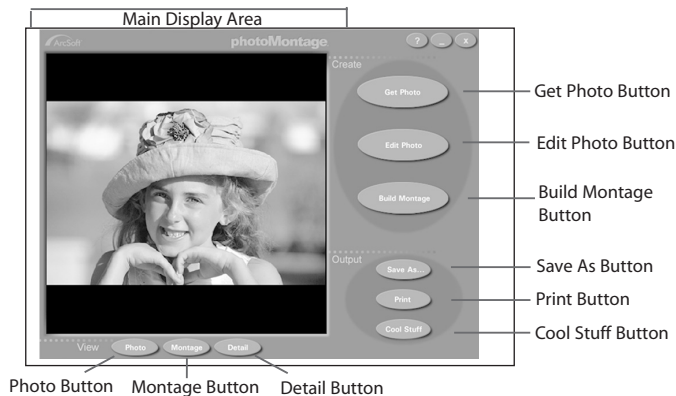 Main Display Area
ArcSoft
photoMontage
? _ x
Create
Get Photo
Get Photo Button
Edit Photo
Edit Photo Button
Build Montage
Build Montage
Button
Output
Save As...
Save As Button
Print
Print Button
Cool Stuff
Cool Stuff Button
View
Photo
Montage
Detail
Photo Button
Montage Button
Detail Button